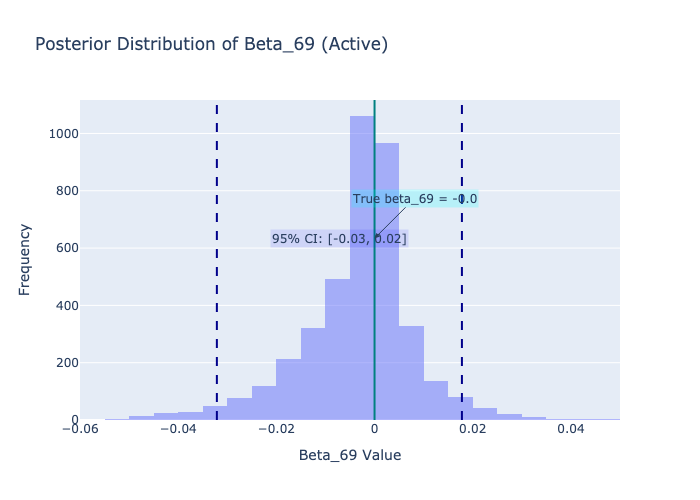 Posterior Distribution of Beta_69 (Active)
1000
800
600
400
200
0
True beta_69 = -0.0
95% CI: [-0.03, 0.02]
−0.06
−0.04
−0.02
0
0.02
0.04
Beta_69 Value
Frequency